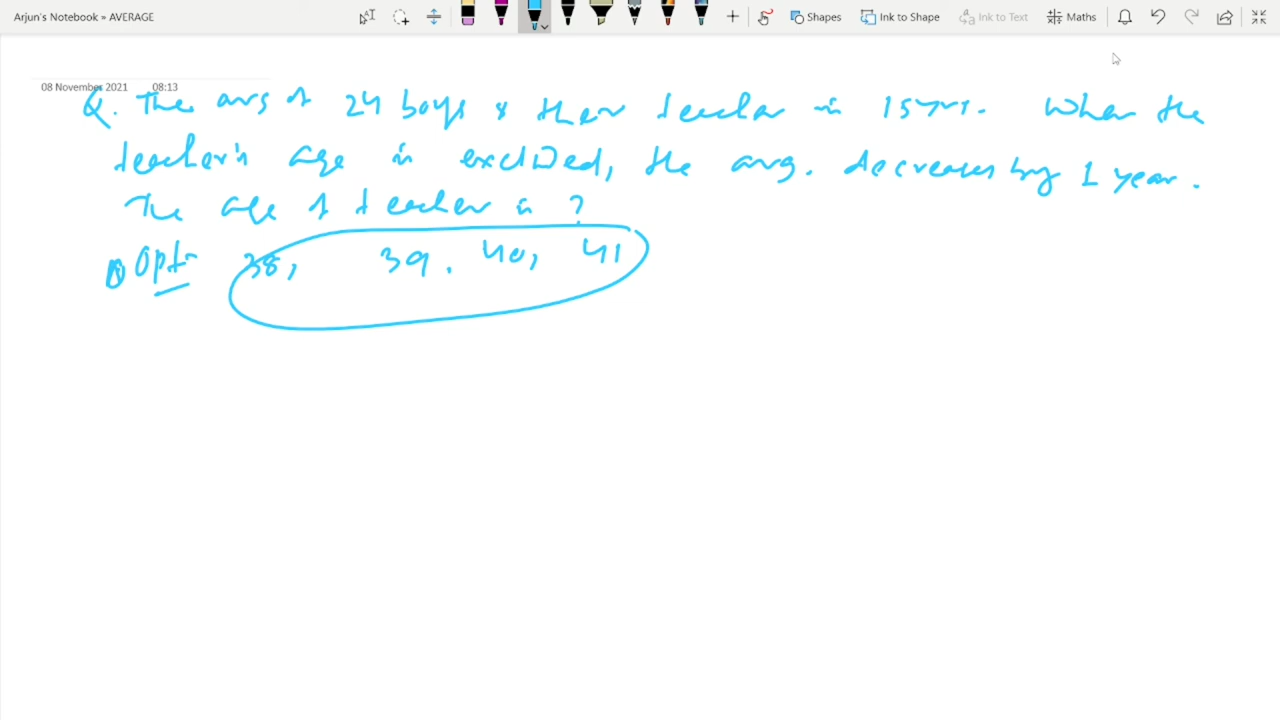 Arjun's Notebook » AVERAGE
Shapes Ink to Shape Ink to Text Maths
08 November 2021 08:13
Q. The avg of 24 boys & their teacher is 15 yrs. When the
teacher's age is excluded, the avg. decreases by 1 year.
The age of teacher is ?
Opt- 38, 39. 40, 41